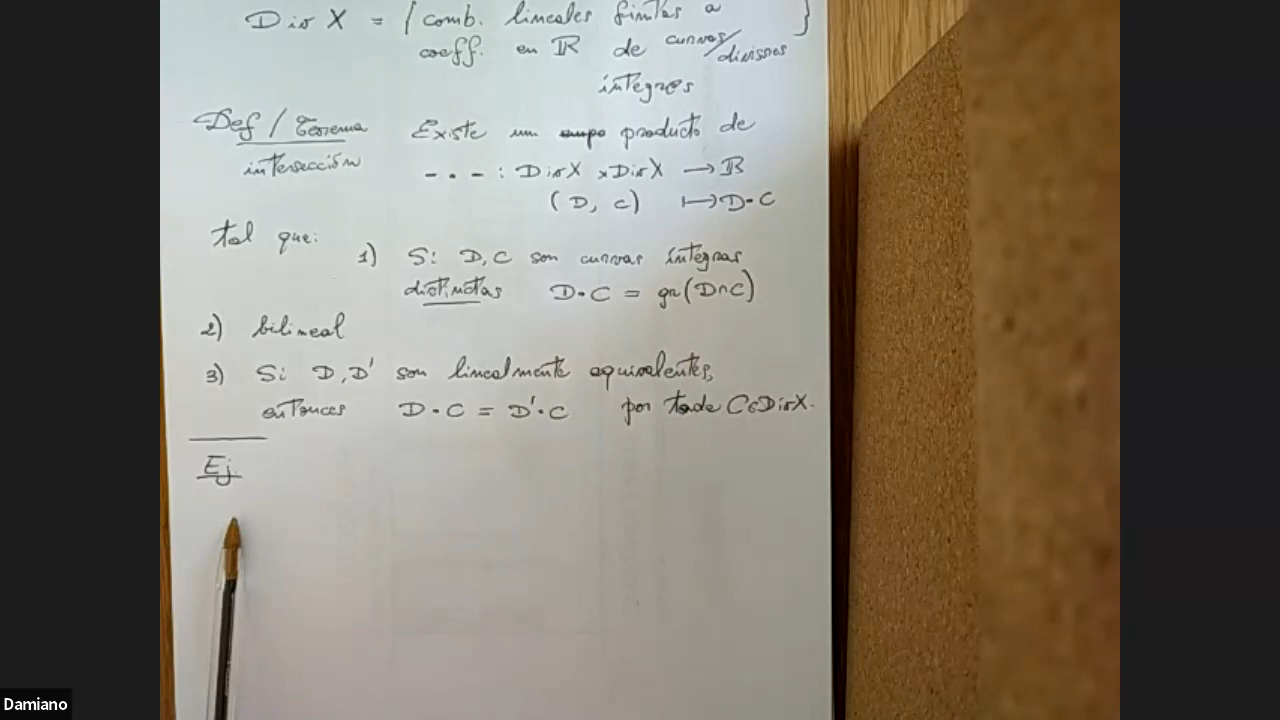 Div X = { comb. lineales finitas a }
coeff. en ℝ de curvas/divisores
íntegros
Def / Teorema Existe un producto de
intersección - · - : Div X × Div X → ℝ
(D, C) ↦ D·C
tal que:
1) Si D, C son curvas íntegras
distintas D·C = gr(D∩C)
2) bilineal
3) Si D, D' son linealmente equivalentes,
entonces D·C = D'·C por todo C∈Div X.
Ej
Damiano